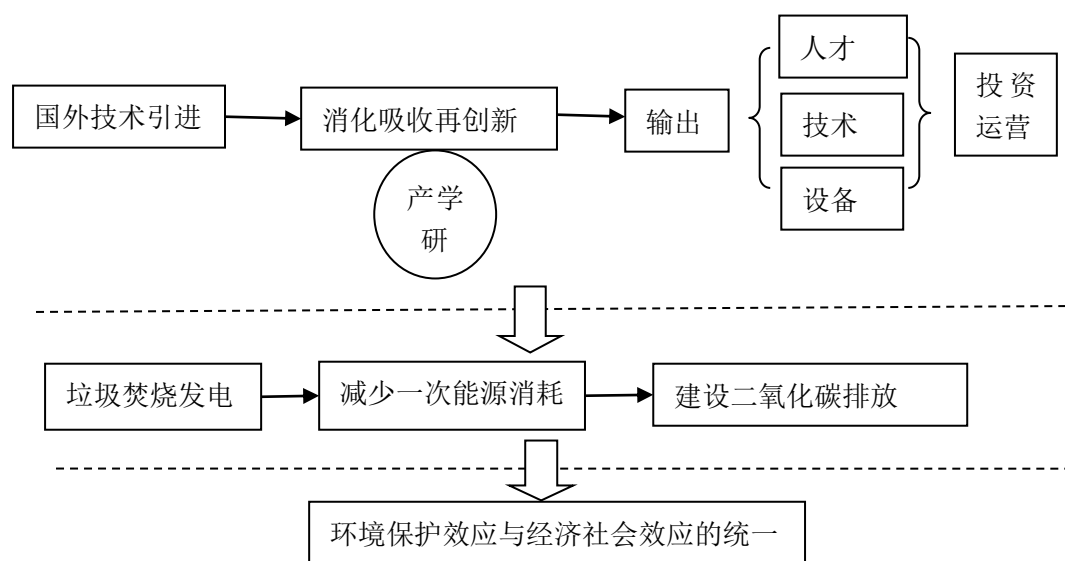 国外技术引进
消化吸收再创新
输出
人才
技术
设备
投资
运营
产学
研
垃圾焚烧发电
减少一次能源消耗
建设二氧化碳排放
环境保护效应与经济社会效应的统一